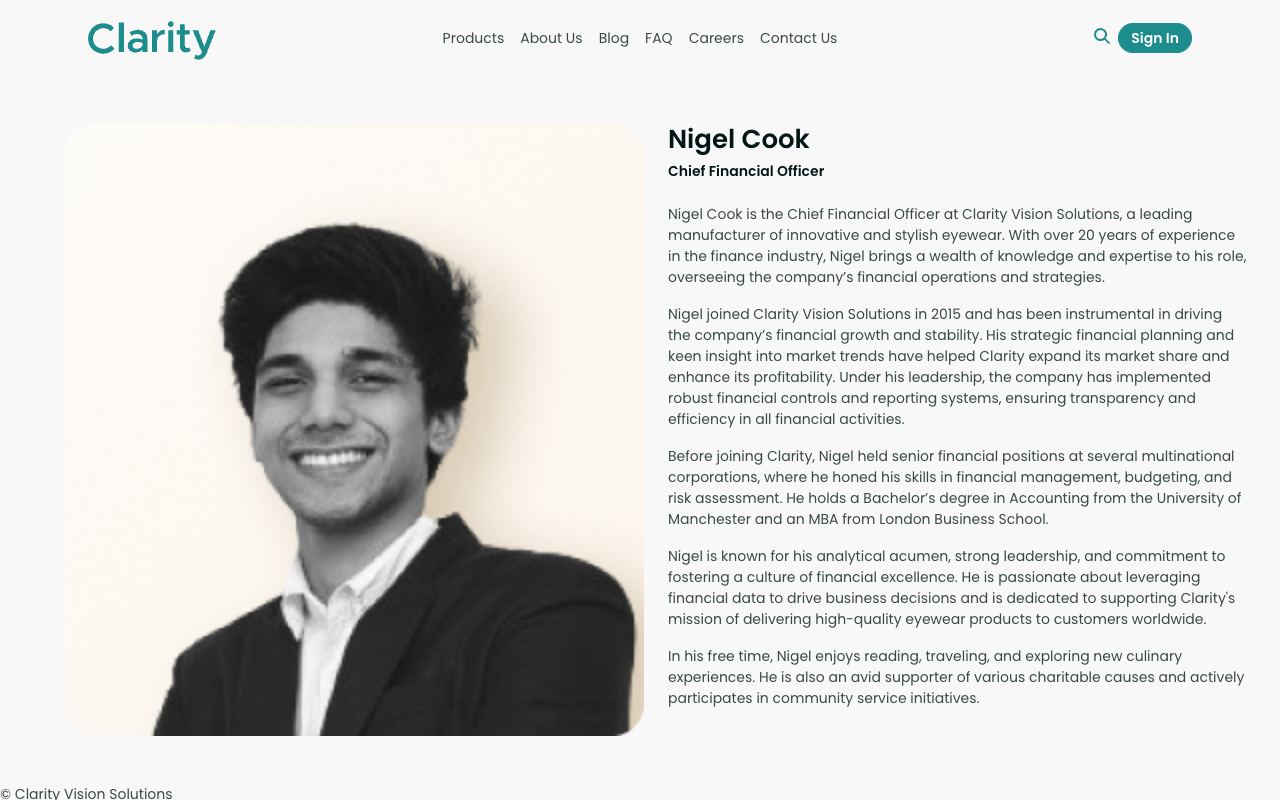 Clarity
Products About Us Blog FAQ Careers Contact Us
Sign In
Nigel Cook
Chief Financial Officer
Nigel Cook is the Chief Financial Officer at Clarity Vision Solutions, a leading
manufacturer of innovative and stylish eyewear. With over 20 years of experience
in the finance industry, Nigel brings a wealth of knowledge and expertise to his role,
overseeing the company’s financial operations and strategies.
Nigel joined Clarity Vision Solutions in 2015 and has been instrumental in driving
the company’s financial growth and stability. His strategic financial planning and
keen insight into market trends have helped Clarity expand its market share and
enhance its profitability. Under his leadership, the company has implemented
robust financial controls and reporting systems, ensuring transparency and
efficiency in all financial activities.
Before joining Clarity, Nigel held senior financial positions at several multinational
corporations, where he honed his skills in financial management, budgeting, and
risk assessment. He holds a Bachelor’s degree in Accounting from the University of
Manchester and an MBA from London Business School.
Nigel is known for his analytical acumen, strong leadership, and commitment to
fostering a culture of financial excellence. He is passionate about leveraging
financial data to drive business decisions and is dedicated to supporting Clarity's
mission of delivering high-quality eyewear products to customers worldwide.
In his free time, Nigel enjoys reading, traveling, and exploring new culinary
experiences. He is also an avid supporter of various charitable causes and actively
participates in community service initiatives.
© Clarity Vision Solutions